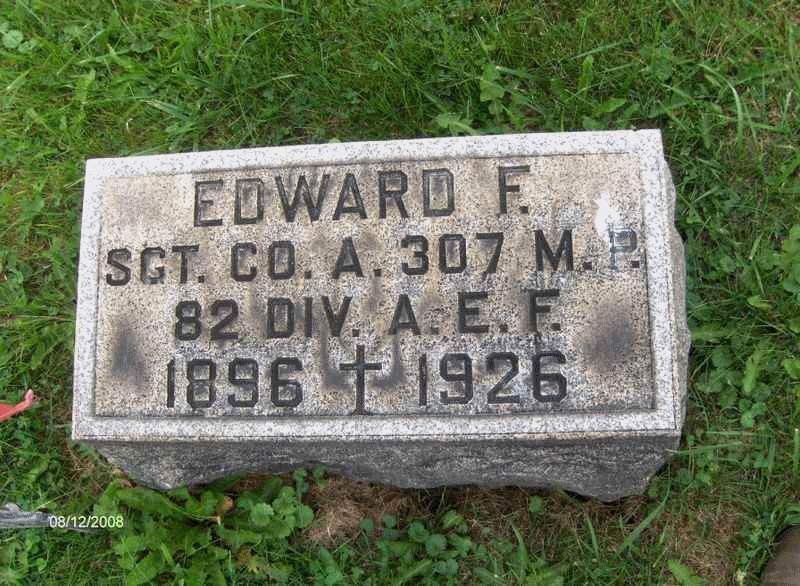 EDWARD F.
SGT. CO. A. 307 M. P.
82 DIV. A. E. F.
1896 1926
08/12/2008